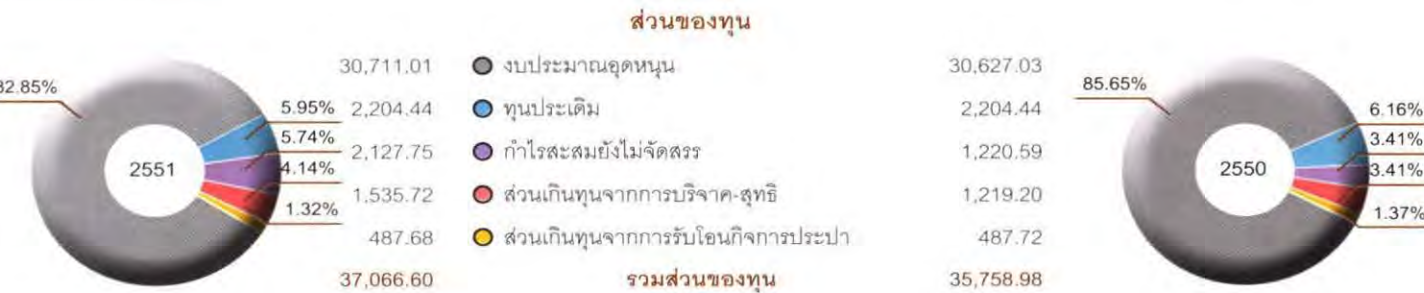 ส่วนของทุน
30,711.01 งบประมาณอุดหนุน 30,627.03
82.85% 85.65%
5.95% 2,204.44 ทุนประเดิม 2,204.44 6.16%
5.74% 2,127.75 กำไรสะสมยังไม่จัดสรร 1,220.59 3.41%
2551 2550
4.14% 1,535.72 ส่วนเกินทุนจากการบริจาค-สุทธิ 1,219.20 3.41%
1.32% 487.68 ส่วนเกินทุนจากการรับโอนกิจการประปา 487.72 1.37%
37,066.60 รวมส่วนของทุน 35,758.98